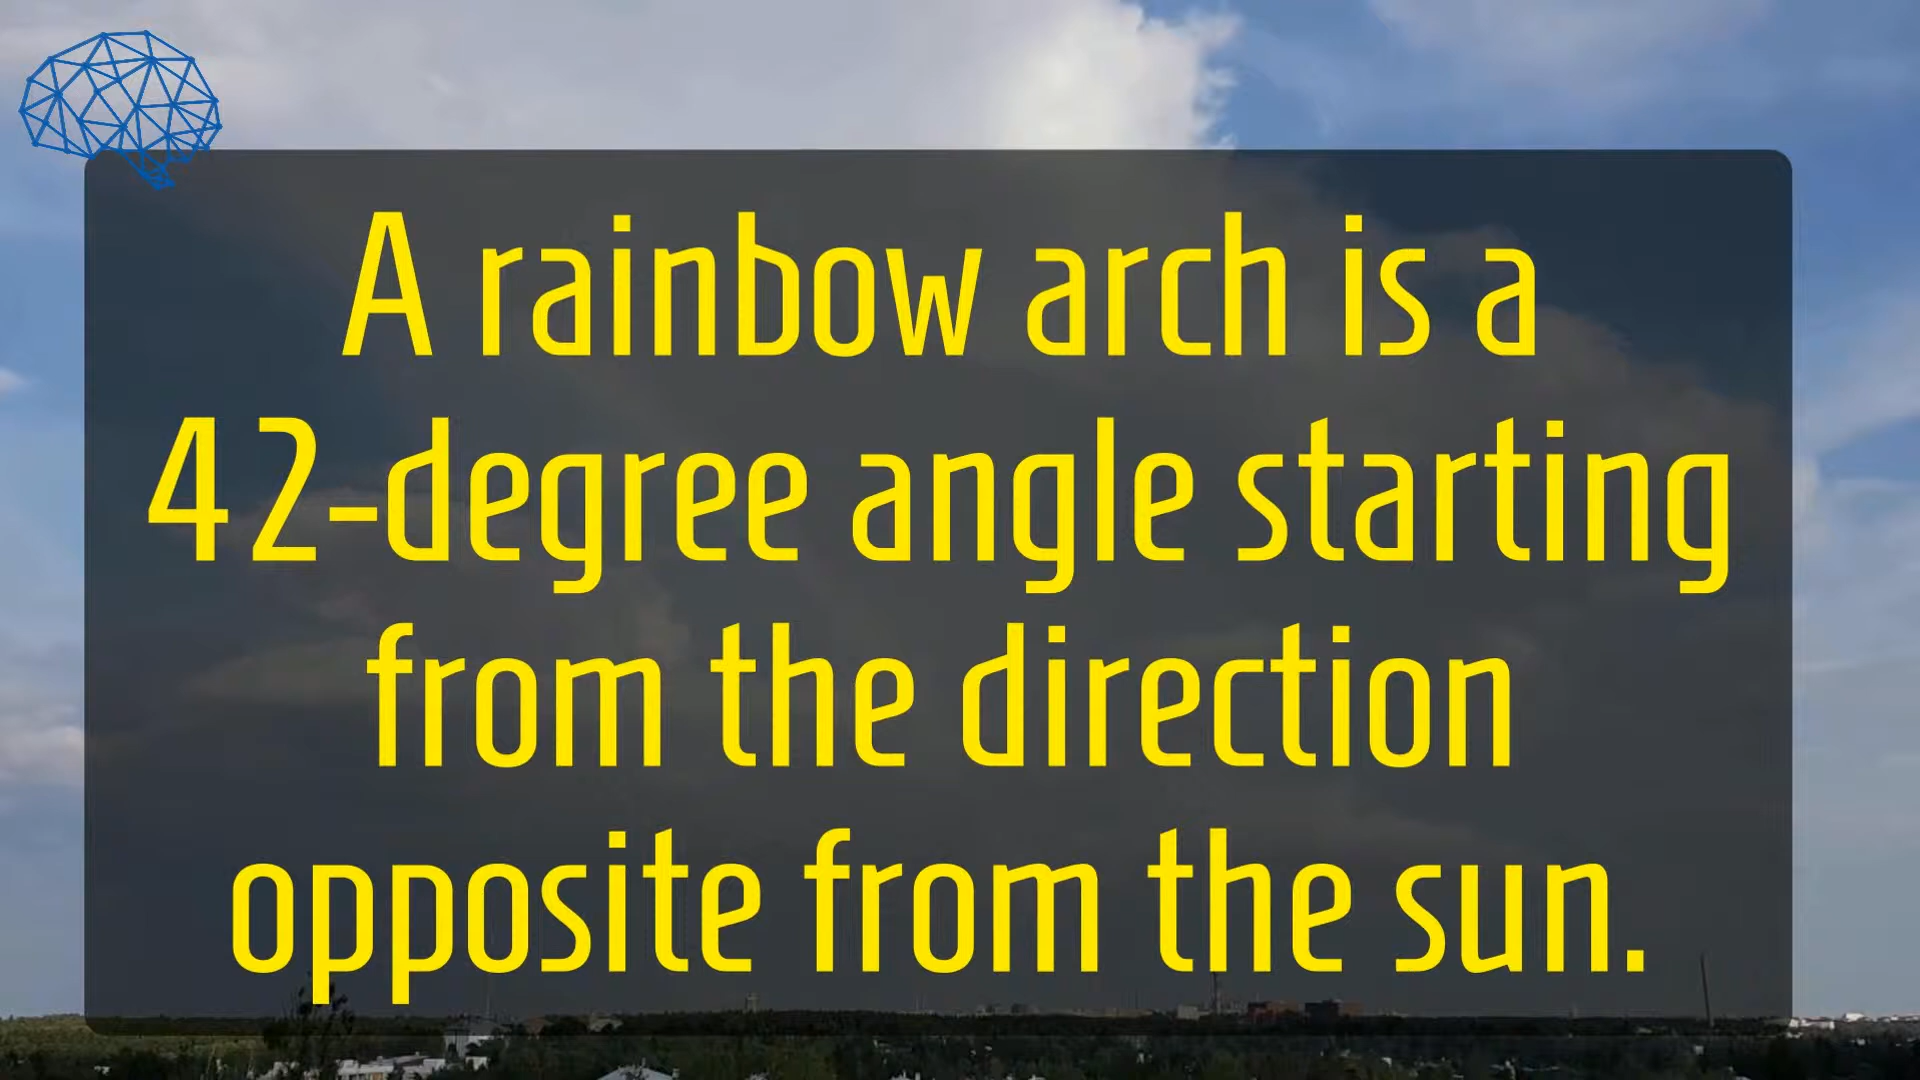 A rainbow arch is a
42-degree angle starting
from the direction
opposite from the sun.